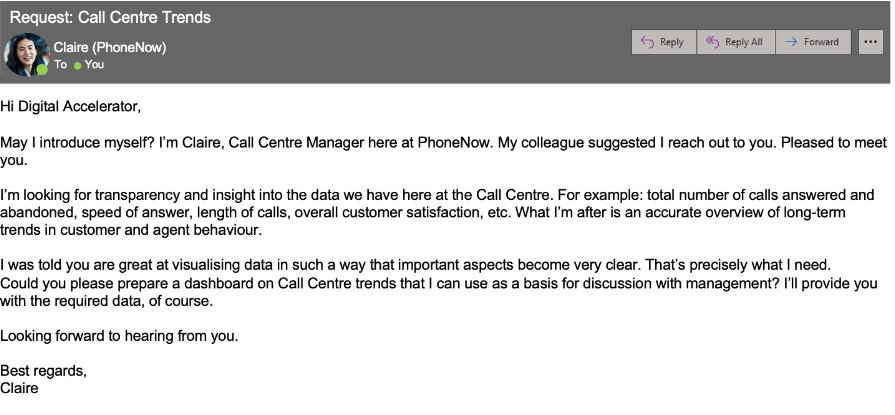 Request: Call Centre Trends
Claire (PhoneNow)
To You
Reply Reply All Forward ...
Hi Digital Accelerator,
May I introduce myself? I'm Claire, Call Centre Manager here at PhoneNow. My colleague suggested I reach out to you. Pleased to meet
you.
I'm looking for transparency and insight into the data we have here at the Call Centre. For example: total number of calls answered and
abandoned, speed of answer, length of calls, overall customer satisfaction, etc. What I'm after is an accurate overview of long-term
trends in customer and agent behaviour.
I was told you are great at visualising data in such a way that important aspects become very clear. That's precisely what I need.
Could you please prepare a dashboard on Call Centre trends that I can use as a basis for discussion with management? I'll provide you
with the required data, of course.
Looking forward to hearing from you.
Best regards,
Claire